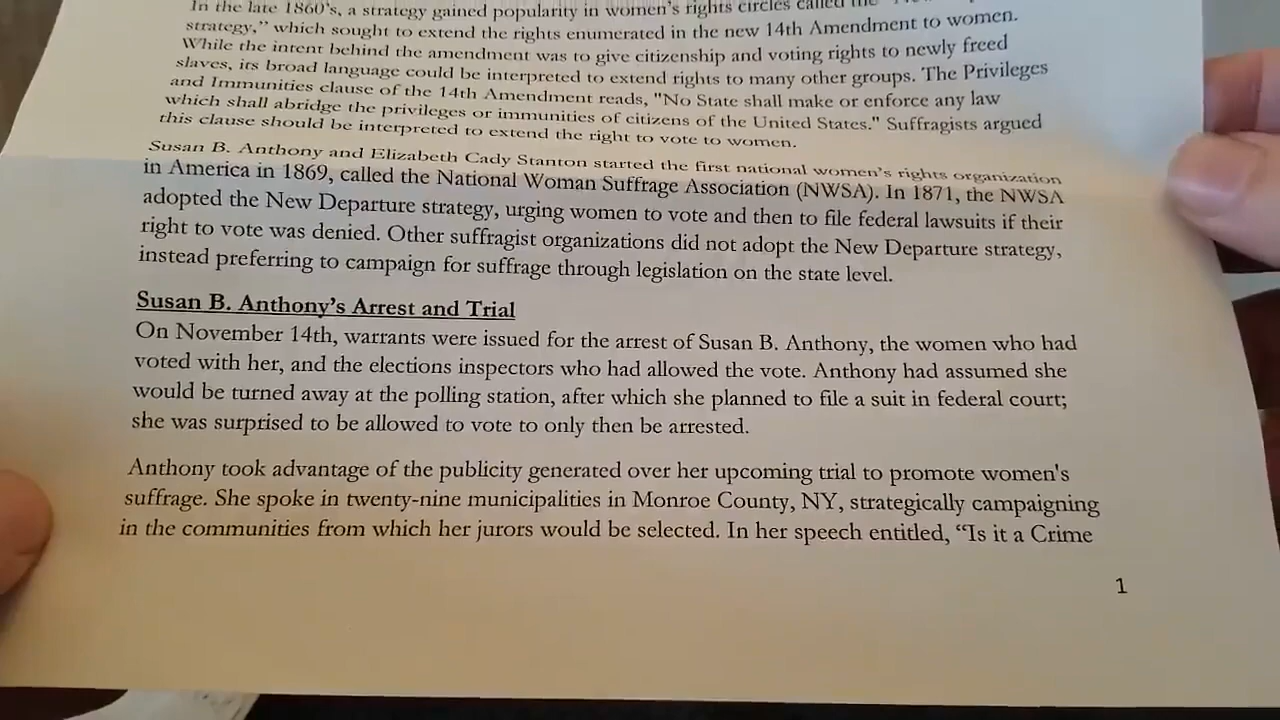 In the late 1860's, a strategy gained popularity in women's rights circles called the
strategy," which sought to extend the rights enumerated in the new 14th Amendment to women.
While the intent behind the amendment was to give citizenship and voting rights to newly freed
slaves, its broad language could be interpreted to extend rights to many other groups. The Privileges
and Immunities clause of the 14th Amendment reads, "No State shall make or enforce any law
which shall abridge the privileges or immunities of citizens of the United States." Suffragists argued
this clause should be interpreted to extend the right to vote to women.
Susan B. Anthony and Elizabeth Cady Stanton started the first national women's rights organization
in America in 1869, called the National Woman Suffrage Association (NWSA). In 1871, the NWSA
adopted the New Departure strategy, urging women to vote and then to file federal lawsuits if their
right to vote was denied. Other suffragist organizations did not adopt the New Departure strategy,
instead preferring to campaign for suffrage through legislation on the state level.
Susan B. Anthony's Arrest and Trial
On November 14th, warrants were issued for the arrest of Susan B. Anthony, the women who had
voted with her, and the elections inspectors who had allowed the vote. Anthony had assumed she
would be turned away at the polling station, after which she planned to file a suit in federal court;
she was surprised to be allowed to vote to only then be arrested.
Anthony took advantage of the publicity generated over her upcoming trial to promote women's
suffrage. She spoke in twenty-nine municipalities in Monroe County, NY, strategically campaigning
in the communities from which her jurors would be selected. In her speech entitled, “Is it a Crime
1